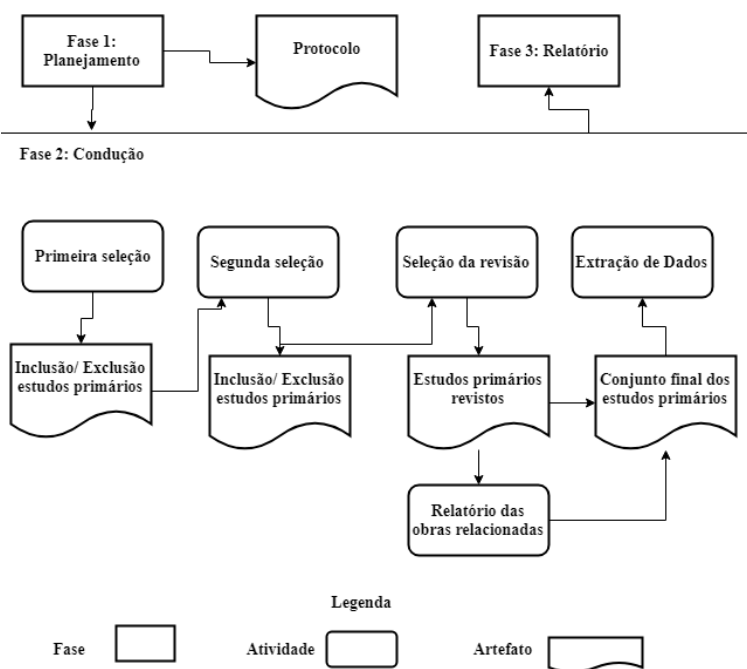 Fase 1:
Planejamento
Protocolo
Fase 3: Relatório
Fase 2: Condução
Primeira seleção
Segunda seleção
Seleção da revisão
Extração de Dados
Inclusão/ Exclusão
estudos primários
Inclusão/ Exclusão
estudos primários
Estudos primários
revistos
Conjunto final dos
estudos primários
Relatório das
obras relacionadas
Legenda
Fase
Atividade
Artefato